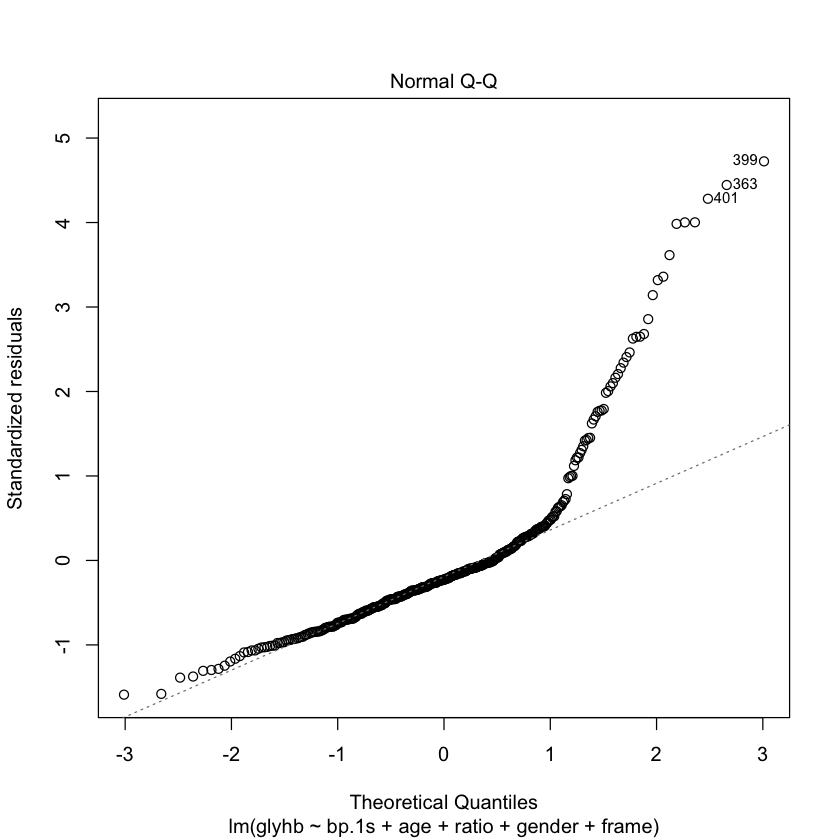 Normal Q-Q
5
4
3
2
1
0
-1
Standardized residuals
399
363
401
-3 -2 -1 0 1 2 3
Theoretical Quantiles
lm(glyhb ~ bp.1s + age + ratio + gender + frame)